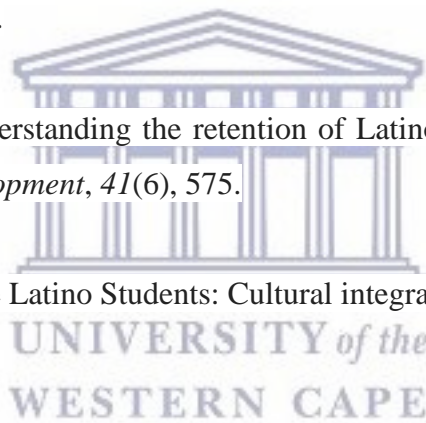 .
erstanding the retention of Latino
opment, 41(6), 575.
Latino Students: Cultural integra
UNIVERSITY of the
WESTERN CAPE